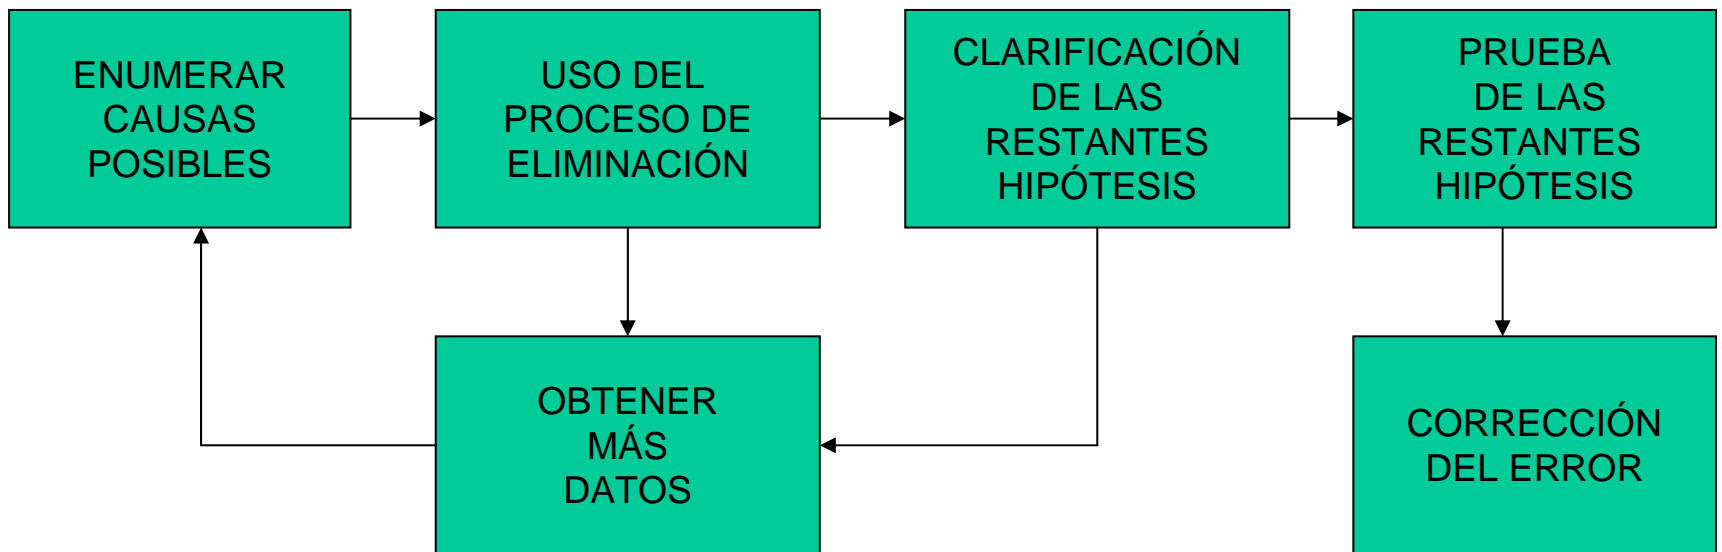 ENUMERAR
CAUSAS
POSIBLES
USO DEL
PROCESO DE
ELIMINACIÓN
CLARIFICACIÓN
DE LAS
RESTANTES
HIPÓTESIS
PRUEBA
DE LAS
RESTANTES
HIPÓTESIS
OBTENER
MÁS
DATOS
CORRECCIÓN
DEL ERROR